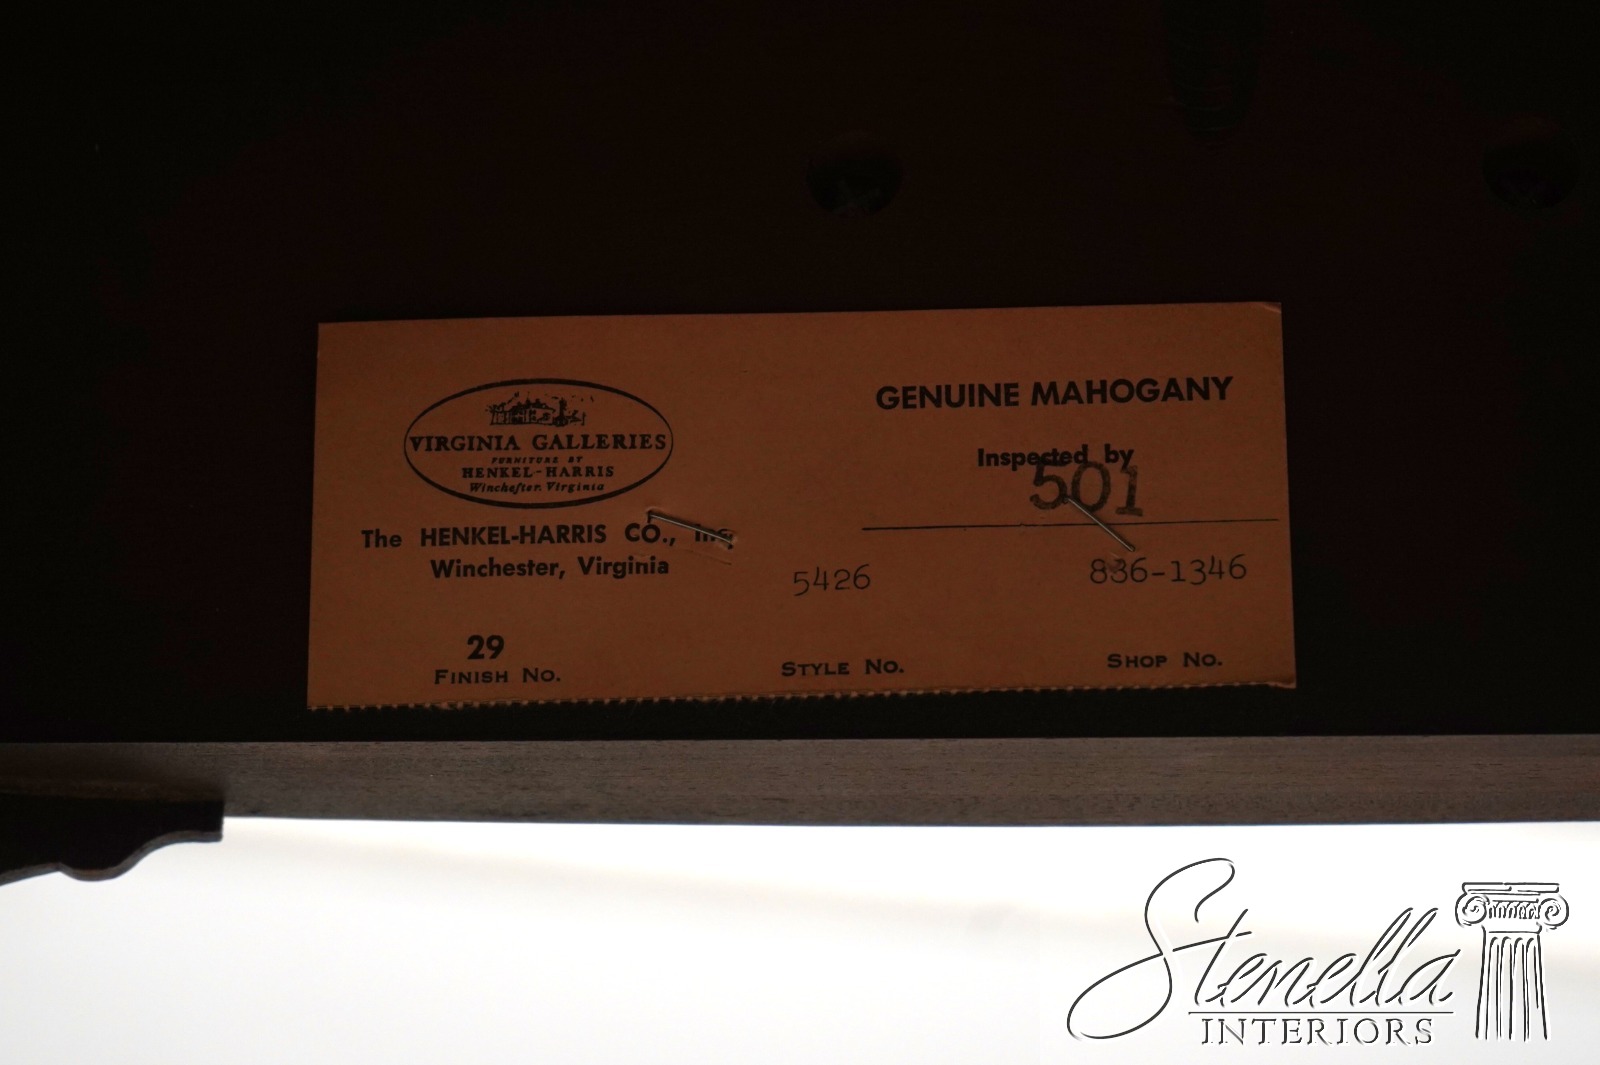 VIRGINIA GALLERIES
FURNITURE BY
HENKEL-HARRIS
Winchester, Virginia
The HENKEL-HARRIS CO., Inc.
Winchester, Virginia
GENUINE MAHOGANY
Inspected by
501
5426
836-1346
29
FINISH NO.
STYLE NO.
SHOP NO.
Stenella
INTERIORS